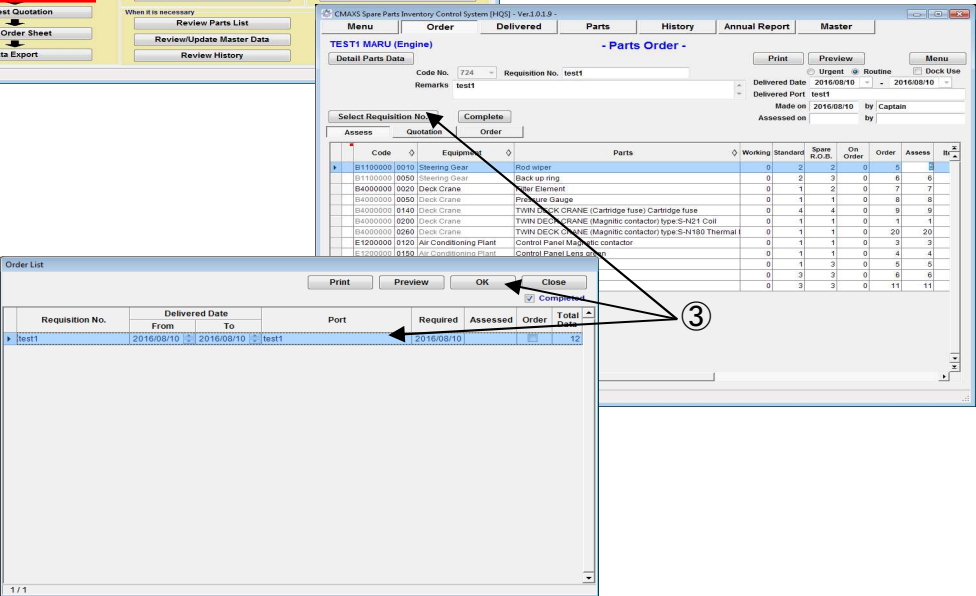 est Quotation
Order Sheet
ta Export
When it is necessary
Review Parts List
Review/Update Master Data
Review History
CMAXS Spare Parts Inventory Control System [HQS] - Ver.1.0.1.9 -
Menu Order Delivered Parts History Annual Report Master
TEST1 MARU (Engine) - Parts Order -
Detail Parts Data Print Preview Menu
Urgent Routine Dock Use
Code No. 724 Requisition No. test1
Delivered Date 2016/08/10 - 2016/08/10
Remarks test1
Delivered Port test1
Made on 2016/08/10 by Captain
Select Requisition No. Complete Assessed on by
Assess Quotation Order
Code Equipment Parts Working Standard Spare R.O.B. On Order Order Assess
B1100000 0010 Steering Gear Rod wiper 0 2 2 0 5
B1100000 0050 Steering Gear Back up ring 0 2 3 0 6 6
B4000000 0020 Deck Crane Filter Element 0 1 2 0 7 7
B4000000 0050 Deck Crane Pressure Gauge 0 1 1 0 8 8
B4000000 0140 Deck Crane TWIN DECK CRANE (Cartridge fuse) Cartridge fuse 0 4 4 0 9 9
B4000000 0200 Deck Crane TWIN DECK CRANE (Magnitic contactor) type:S-N21 Coil 0 1 1 0 1 1
B4000000 0260 Deck Crane TWIN DECK CRANE (Magnitic contactor) type:S-N180 Thermal 0 1 1 0 20 20
E1200000 0120 Air Conditioning Plant Control Panel Magnetic contactor 0 1 1 0 3 3
E1200000 0150 Air Conditioning Plant Control Panel Lens green 0 1 1 0 4 4
0 1 3 0 5 5
0 3 3 0 6 6
0 3 3 0 11 11
Order List
Print Preview OK Close
Completed
Requisition No. Delivered Date From To Port Required Assessed Order Total Data
test1 2016/08/10 2016/08/10 test1 2016/08/10 12
③
1 / 1